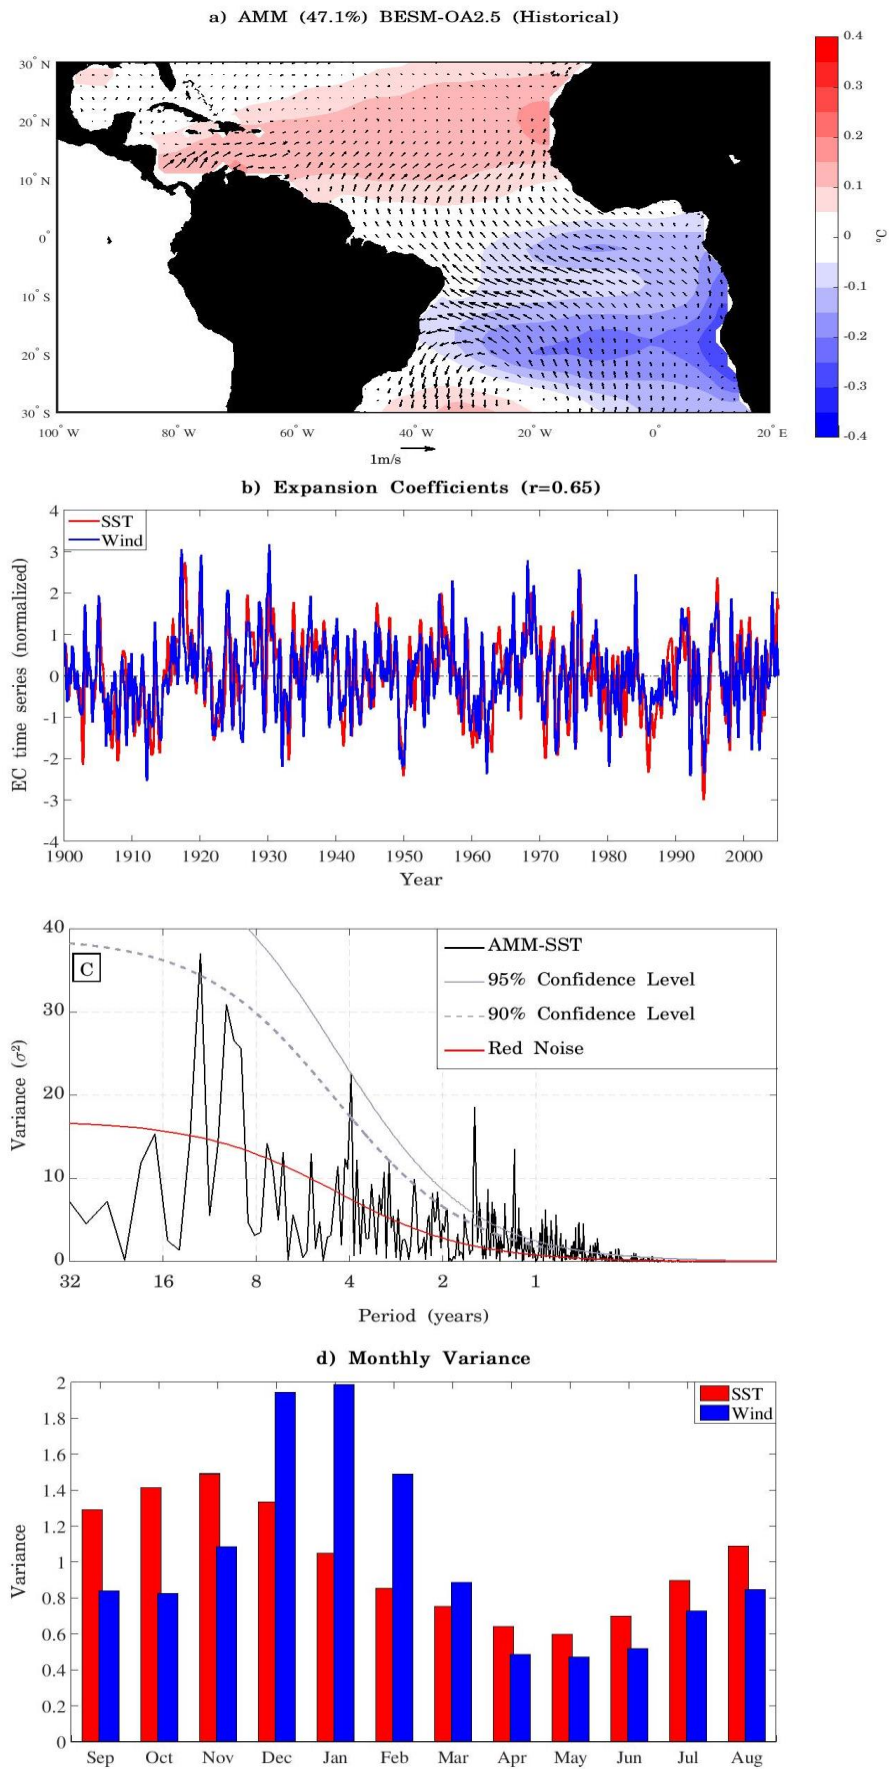 a) AMM (47.1%) BESM-OA2.5 (Historical)
30° N
20° N
10° N
0°
10° S
20° S
30° S
100° W 80° W 60° W 40° W 20° W 0° 20° E
1m/s
0.4
0.3
0.2
0.1
0
-0.1
-0.2
-0.3
-0.4
°C
b) Expansion Coefficients (r=0.65)
SST
Wind
EC time series (normalized)
4
3
2
1
0
-1
-2
-3
-4
1900 1910 1920 1930 1940 1950 1960 1970 1980 1990 2000
Year
C
AMM-SST
95% Confidence Level
90% Confidence Level
Red Noise
Variance (σ²)
40
30
20
10
0
32 16 8 4 2 1
Period (years)
d) Monthly Variance
SST
Wind
Variance
2
1.8
1.6
1.4
1.2
1
0.8
0.6
0.4
0.2
0
Sep Oct Nov Dec Jan Feb Mar Apr May Jun Jul Aug